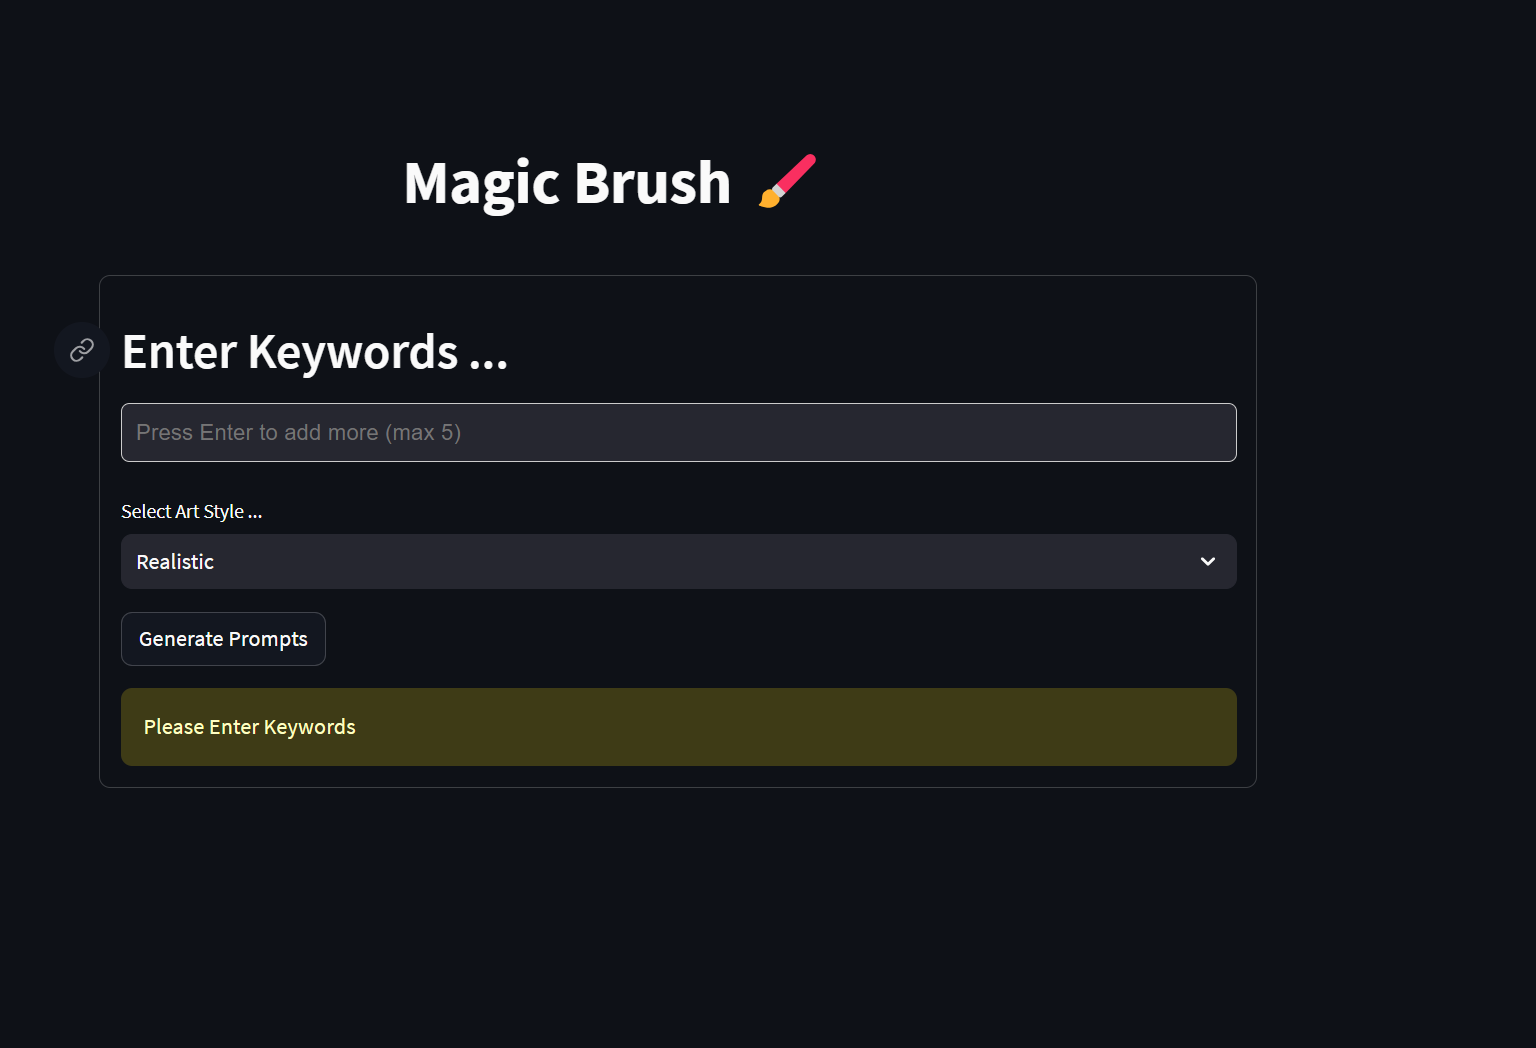 Magic Brush
Enter Keywords ...
Press Enter to add more (max 5)
Select Art Style ...
Realistic
Generate Prompts
Please Enter Keywords